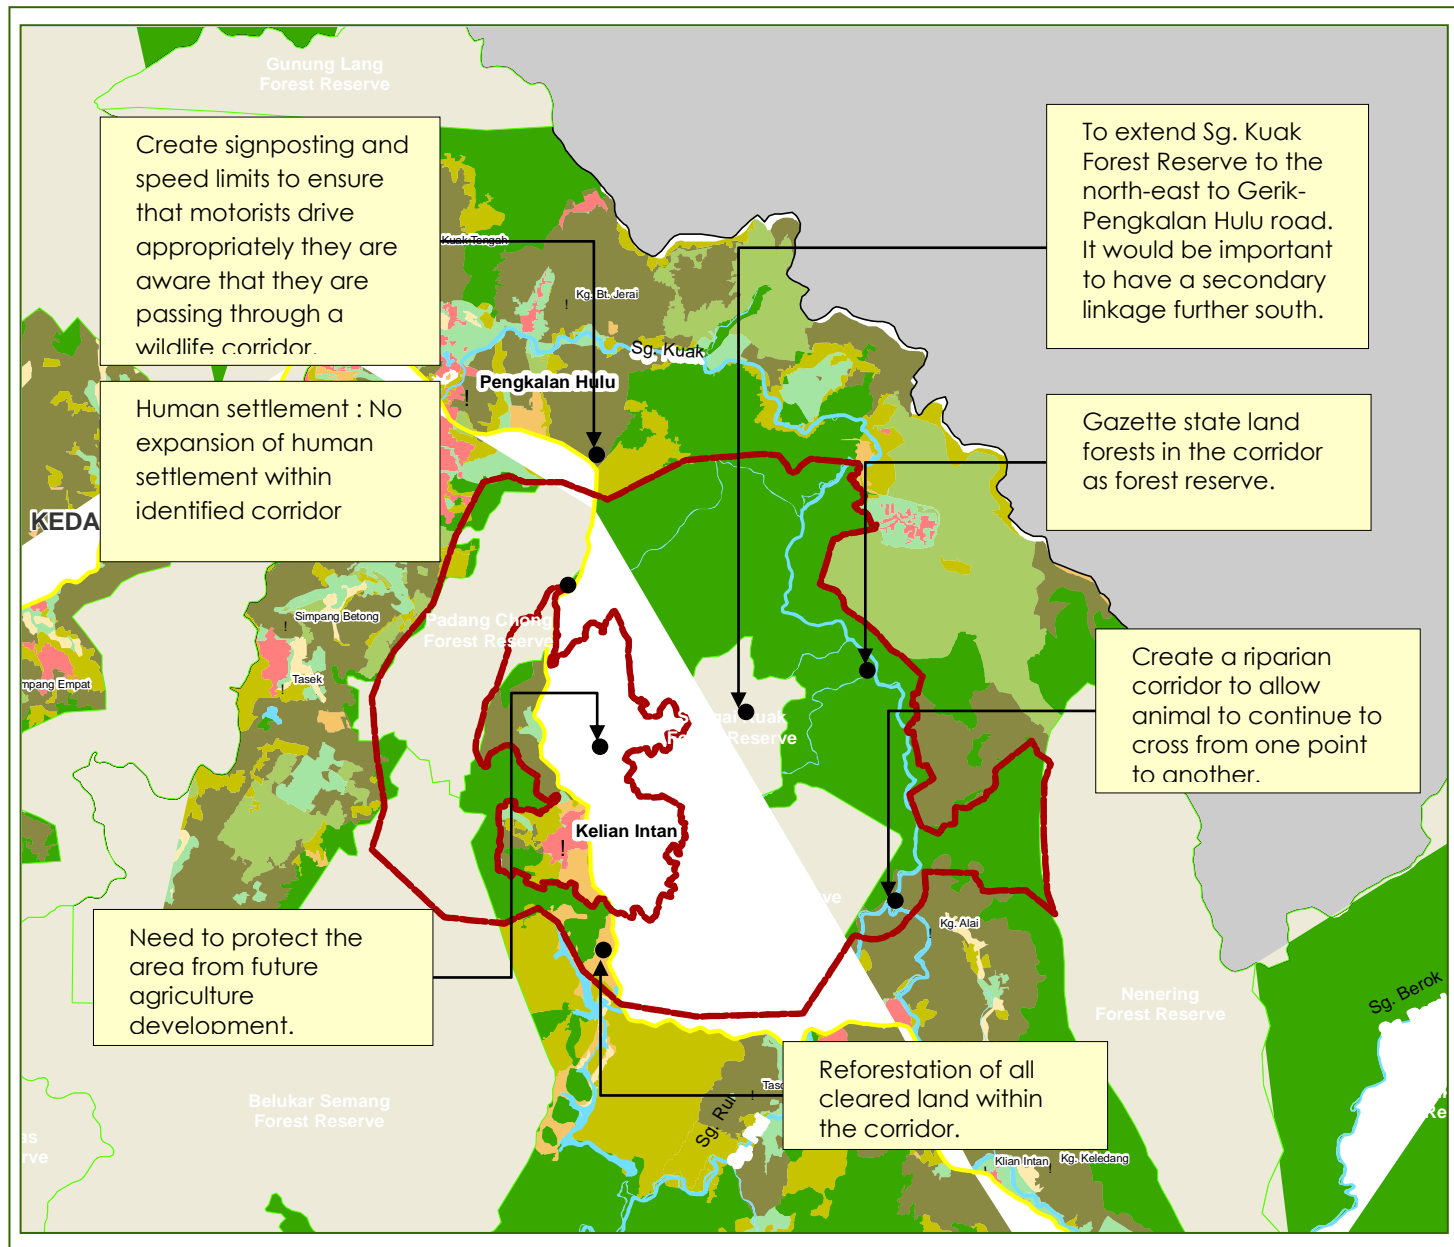 Gunung Lang
Forest Reserve
Create signposting and
speed limits to ensure
that motorists drive
appropriately they are
aware that they are
passing through a
wildlife corridor.
To extend Sg. Kuak
Forest Reserve to the
north-east to Gerik-
Pengkalan Hulu road.
It would be important
to have a secondary
linkage further south.
Kuak Tengah
Kg. Bt. Jerai
Sg. Kuak
Pengkalan Hulu
Human settlement : No
expansion of human
settlement within
identified corridor
Gazette state land
forests in the corridor
as forest reserve.
KEDA
Simpang Betong
Padang Chong
Forest Reserve
Tasek
mpang Empat
Create a riparian
corridor to allow
animal to continue to
cross from one point
to another.
Kuak
Reserve
Kelian Intan
rve
Kg. Alai
Need to protect the
area from future
agriculture
development.
Nenering
Forest Reserve
Sg. Berok
Reforestation of all
cleared land within
the corridor.
Belukar Semang
Forest Reserve
Sg. Rui
as
rve
Re
Klian Intan
Kg. Keledang